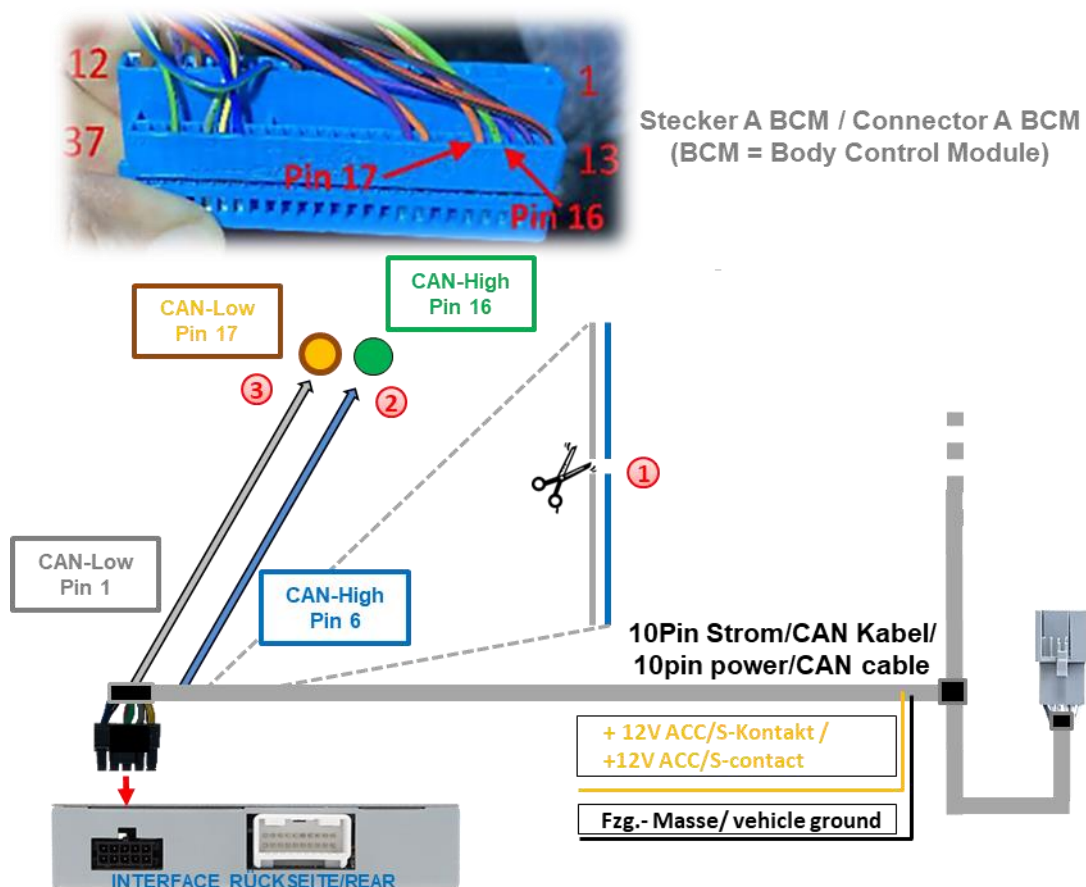 12
1
37
13
Pin 17
Pin 16
Stecker A BCM / Connector A BCM
(BCM = Body Control Module)
CAN-High
Pin 16
CAN-Low
Pin 17
3
2
1
CAN-Low
Pin 1
CAN-High
Pin 6
10Pin Strom/CAN Kabel/
10pin power/CAN cable
+ 12V ACC/S-Kontakt /
+12V ACC/S-contact
Fzg.- Masse/ vehicle ground
INTERFACE RÜCKSEITE/REAR